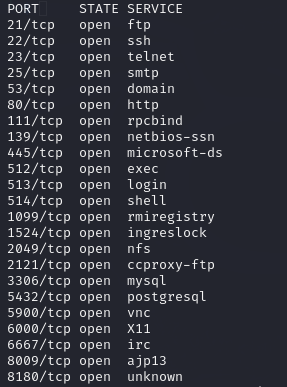 PORT     STATE SERVICE
21/tcp   open  ftp
22/tcp   open  ssh
23/tcp   open  telnet
25/tcp   open  smtp
53/tcp   open  domain
80/tcp   open  http
111/tcp  open  rpcbind
139/tcp  open  netbios-ssn
445/tcp  open  microsoft-ds
512/tcp  open  exec
513/tcp  open  login
514/tcp  open  shell
1099/tcp open  rmiregistry
1524/tcp open  ingreslock
2049/tcp open  nfs
2121/tcp open  ccproxy-ftp
3306/tcp open  mysql
5432/tcp open  postgresql
5900/tcp open  vnc
6000/tcp open  X11
6667/tcp open  irc
8009/tcp open  ajp13
8180/tcp open  unknown